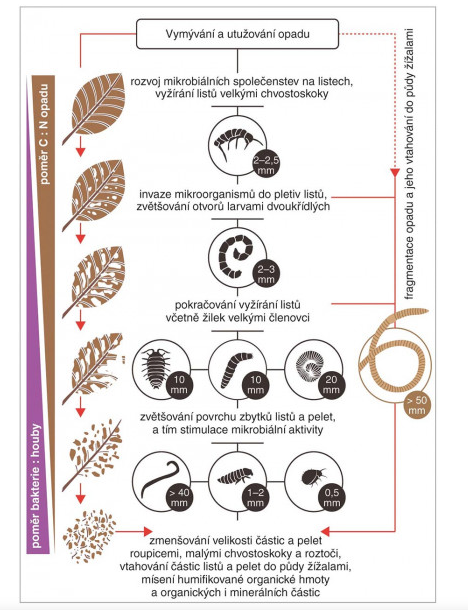 Vymývání a utužování opadu
rozvoj mikrobiálních společenstev na listech,
vyžírání listů velkými chvostoskoky
2–2,5
mm
invaze mikroorganismů do pletiv listů,
zvětšování otvorů larvami dvoukřídlých
2–3
mm
pokračování vyžírání listů
včetně žilek velkými členovci
10
mm
10
mm
20
mm
zvětšování povrchu zbytků listů a pelet,
a tím stimulace mikrobiální aktivity
> 40
mm
1–2
mm
0,5
mm
zmenšování velikosti částic a pelet
roupicemi, malými chvostoskoky a roztoči,
vtahování částic listů a pelet do půdy žížalami,
mísení humifikované organické hmoty
a organických i minerálních částic
poměr C : N opadu
poměr bakterie : houby
fragmentace opadu a jeho vtahování do půdy žížalami
> 50
mm